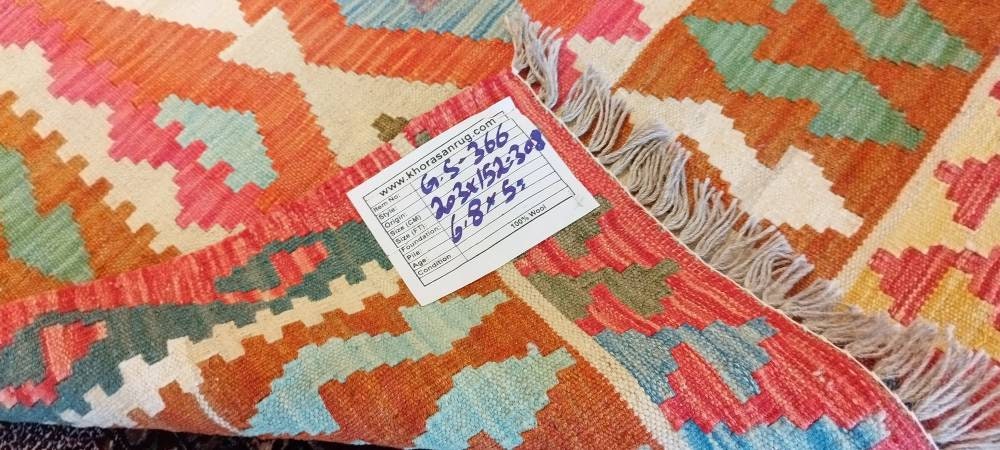 www.khorasanrug.com
Item No:
G.S-366
Style:
Origin
Size (CM) 203x152=308
Size (FT) 6.8x5
Foundation:
Pile: 100% Wool
Age
Condition